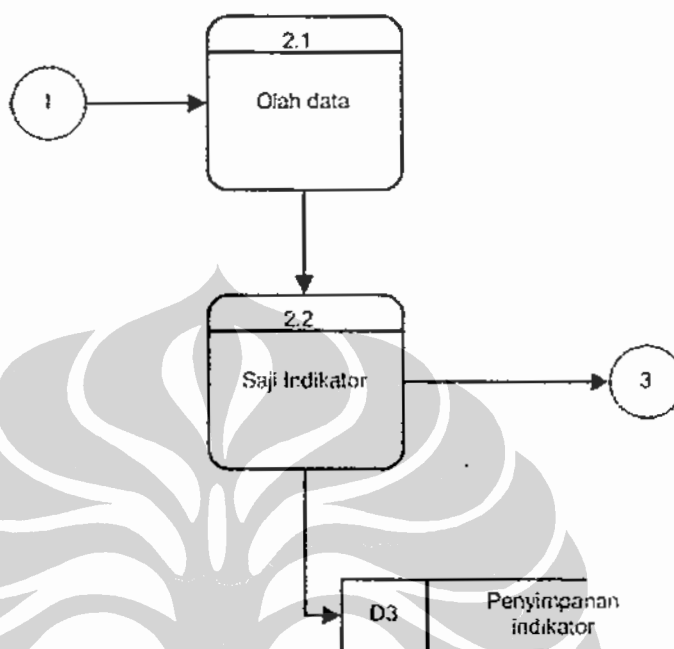 2.1
1
Olah data
2.2
Saji Indikator
3
D3
Penyimpanan
indikator